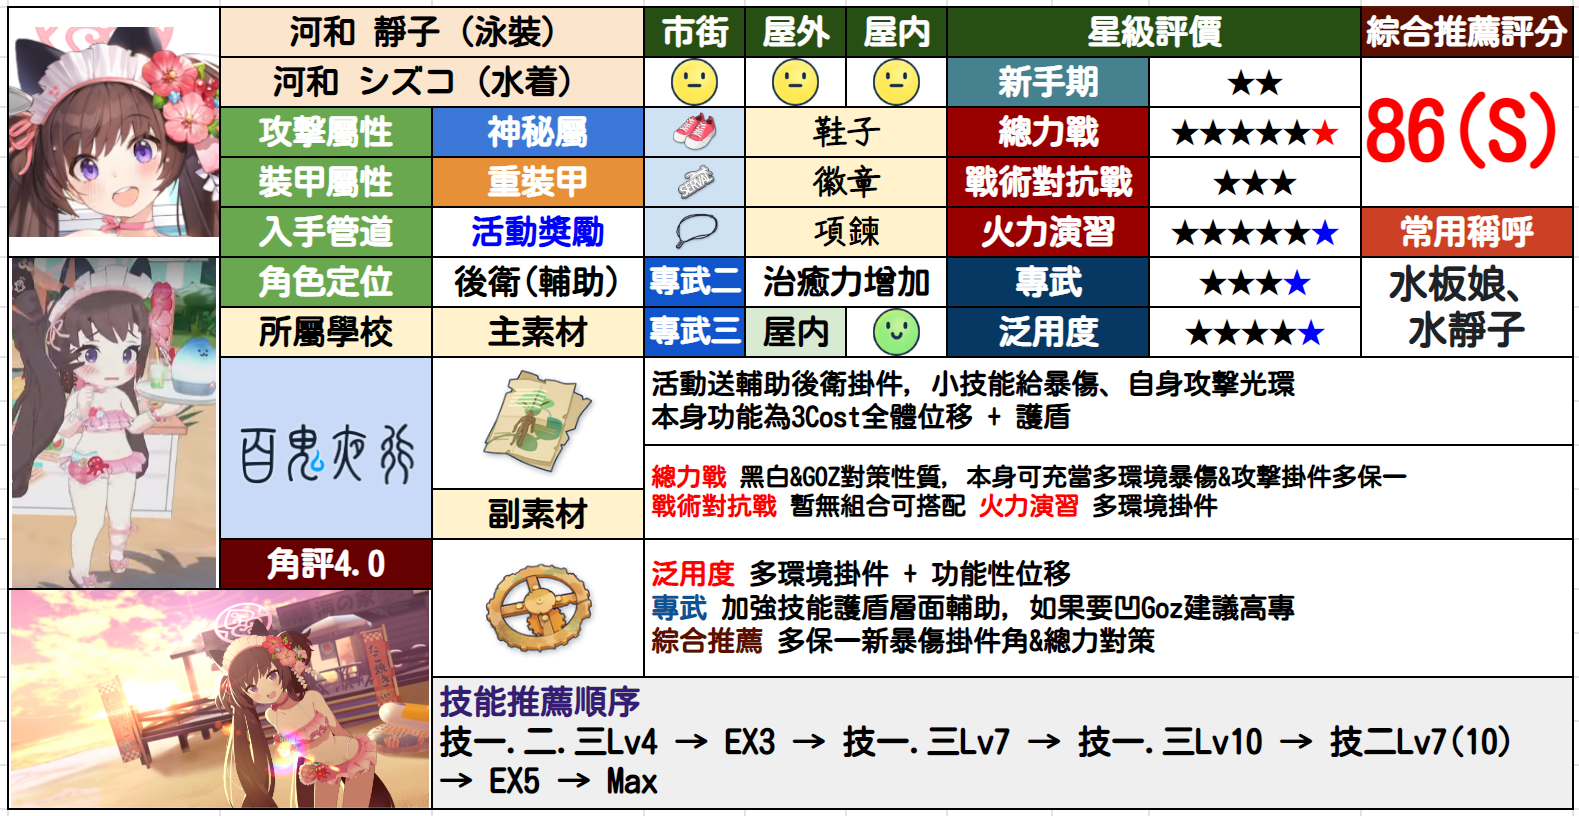 河和 靜子（泳裝）
市街
屋外
屋内
星級評價
綜合推薦評分
河和 シズコ（水着）
新手期
★★
86(S)
攻擊屬性
神秘屬
鞋子
總力戰
★★★★★★
裝甲屬性
重裝甲
SERVAL
徽章
戰術對抗戰
★★★
入手管道
活動獎勵
項鍊
火力演習
★★★★★★
常用稱呼
角色定位
後衛(輔助)
專武二
治癒力增加
專武
★★★★
水板娘、
水靜子
所屬學校
主素材
專武三
屋内
泛用度
★★★★★
百鬼夜行
活動送輔助後衛掛件，小技能給暴傷、自身攻擊光環
本身功能為3Cost全體位移 + 護盾
總力戰 黑白&GOZ對策性質，本身可充當多環境暴傷&攻擊掛件多保一
戰術對抗戰 暫無組合可搭配 火力演習 多環境掛件
副素材
角評4.0
泛用度 多環境掛件 + 功能性位移
專武 加強技能護盾層面輔助，如果要凹Goz建議高專
綜合推薦 多保一新暴傷掛件角&總力對策
技能推薦順序
技一.二.三Lv4 → EX3 → 技一.三Lv7 → 技一.三Lv10 → 技二Lv7(10)
→ EX5 → Max